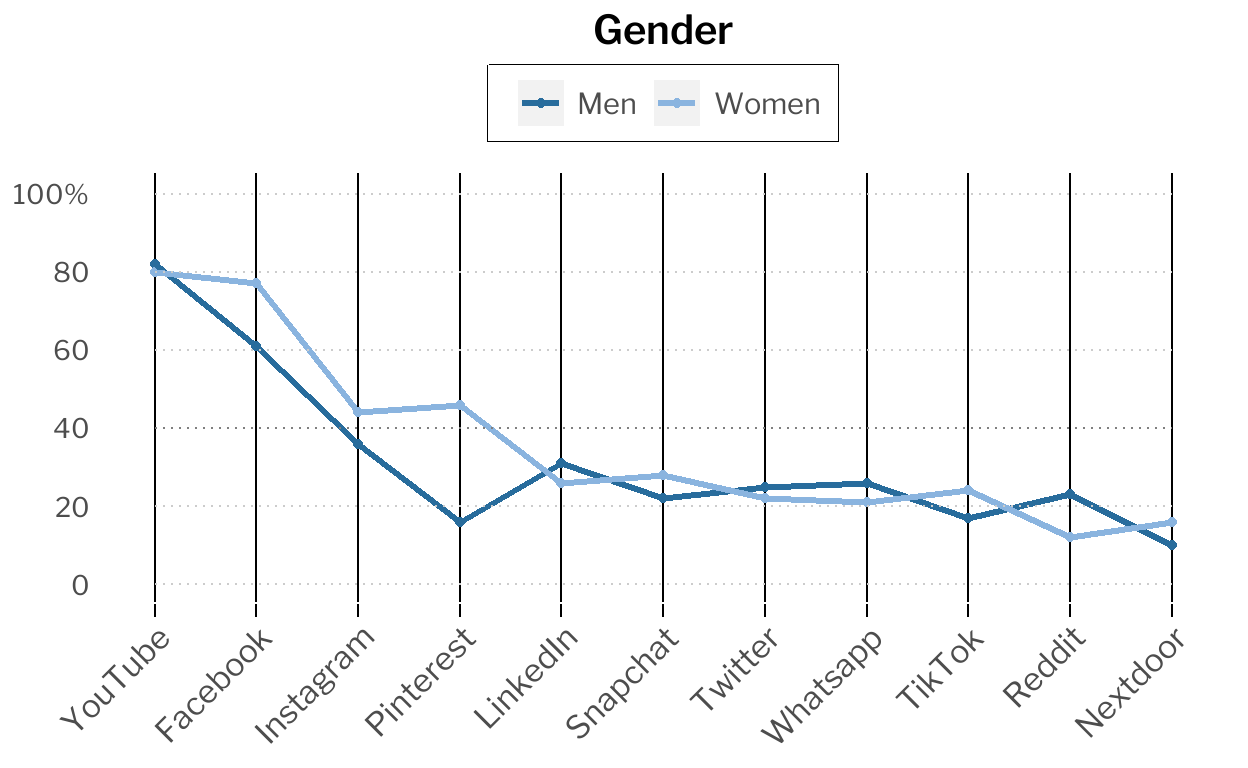 Gender
Men Women
100%
80
60
40
20
0
YouTube
Facebook
Instagram
Pinterest
LinkedIn
Snapchat
Twitter
Whatsapp
TikTok
Reddit
Nextdoor